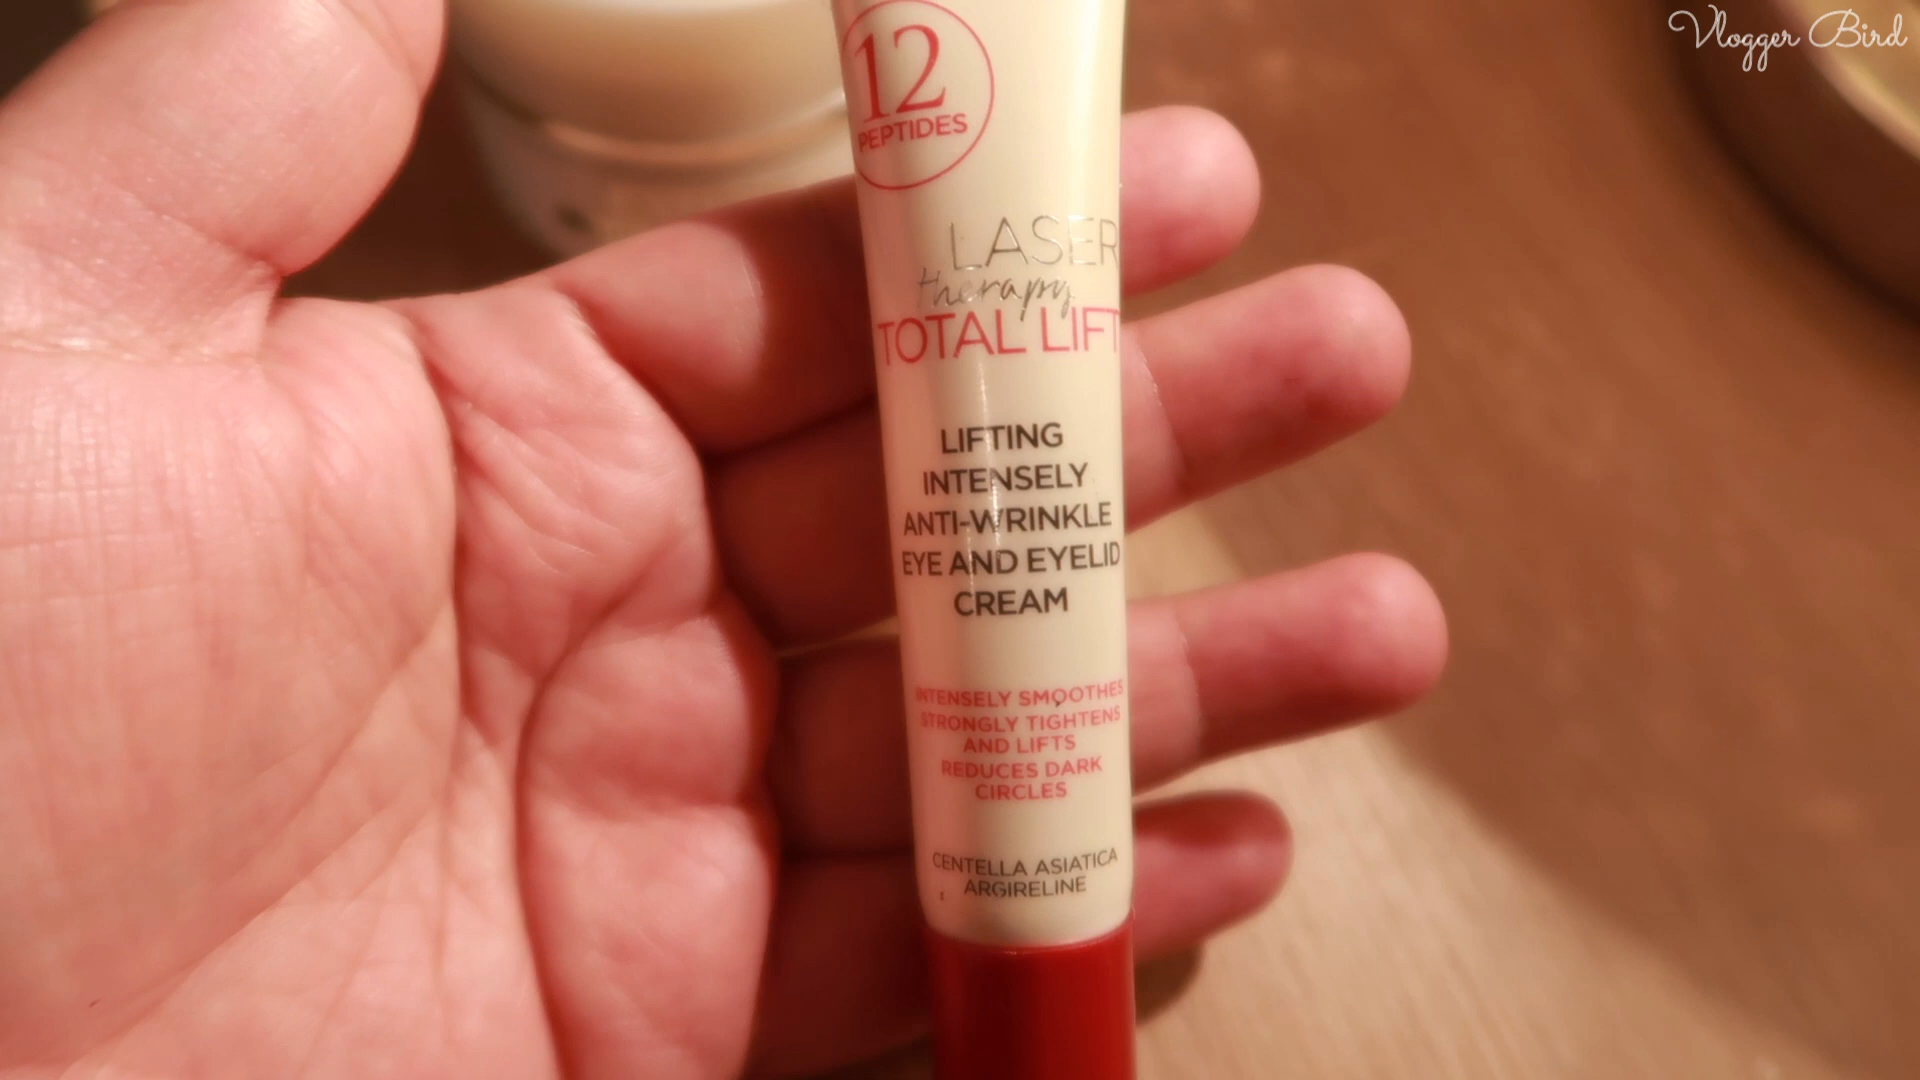 Vlogger Bird
12
PEPTIDES
LASER
therapy
TOTAL LIFT
LIFTING
INTENSELY
ANTI-WRINKLE
EYE AND EYELID
CREAM
INTENSELY SMOOTHES
STRONGLY TIGHTENS
AND LIFTS
REDUCES DARK
CIRCLES
CENTELLA ASIATICA
ARGIRELINE